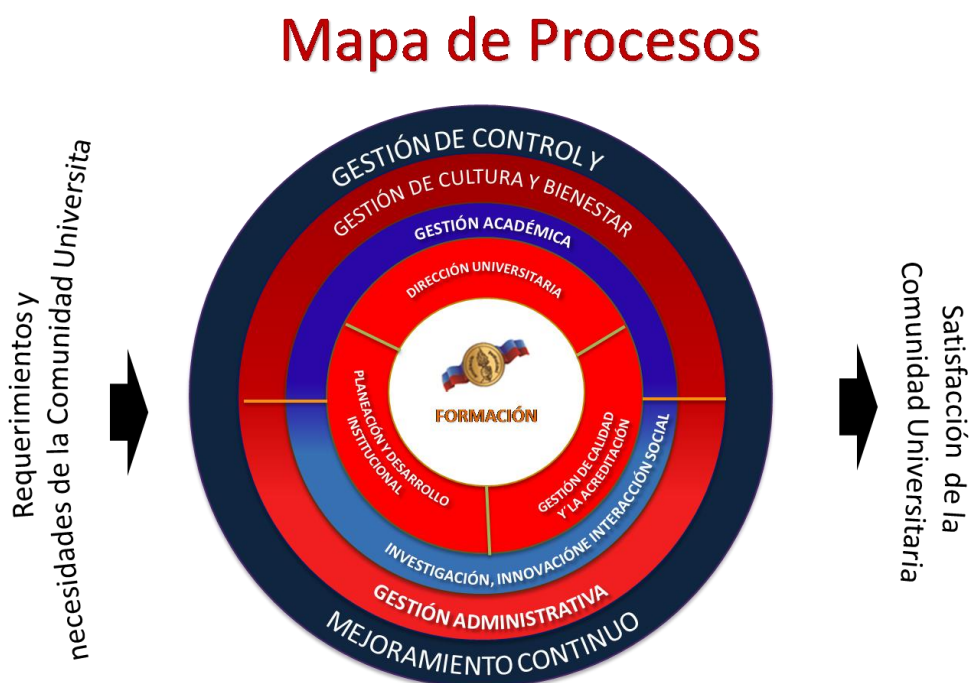 Mapa de Procesos
Requerimientos y
necesidades de la Comunidad Universita
GESTIÓN DE CONTROL Y
GESTIÓN DE CULTURA Y BIENESTAR
GESTIÓN ACADÉMICA
DIRECCIÓN UNIVERSITARIA
FORMACIÓN
PLANEACIÓN Y DESARROLLO
INSTITUCIONAL
GESTIÓN DE CALIDAD
Y LA ACREDITACIÓN
INVESTIGACIÓN, INNOVACIÓNE INTERACCIÓN SOCIAL
GESTIÓN ADMINISTRATIVA
MEJORAMIENTO CONTINUO
Satisfacción de la
Comunidad Universitaria